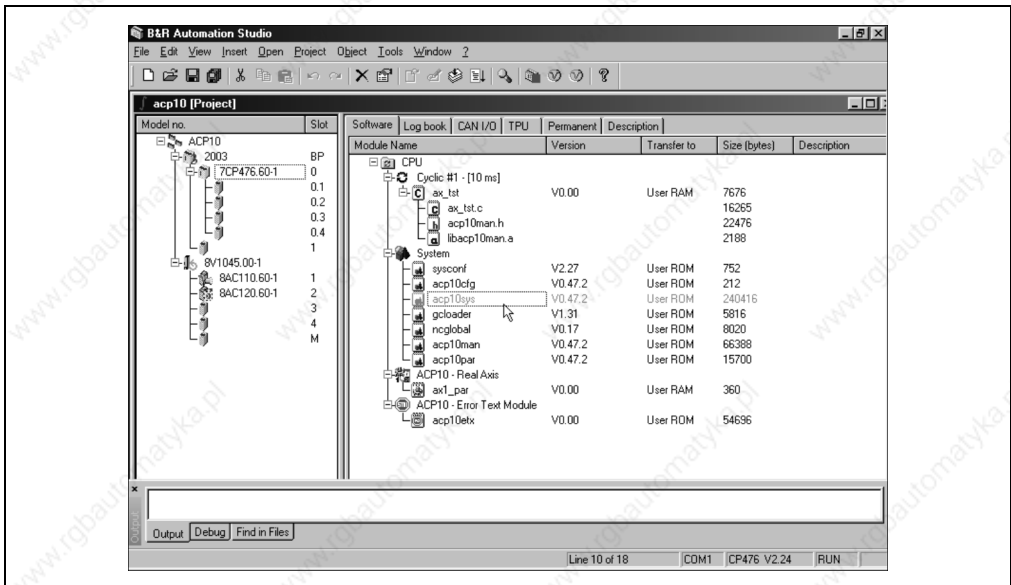 B&R Automation Studio
File Edit View Insert Open Project Object Tools Window ?
acp10 [Project]
Model no. Slot
ACP10
2003 BP
7CP476.60-1 0
0.1
0.2
0.3
0.4
1
8V1045.00-1
8AC110.60-1 1
8AC120.60-1 2
3
4
M
Software Log book CAN I/O TPU Permanent Description
Module Name Version Transfer to Size (bytes) Description
CPU
Cyclic #1 - [10 ms]
ax_tst V0.00 User RAM 7676
ax_tst.c 16265
acp10man.h 22476
libacp10man.a 2188
System
sysconf V2.27 User ROM 752
acp10cfg V0.47.2 User ROM 212
acp10sys V0.47.2 User ROM 240416
gcloader V1.31 User ROM 5816
ncglobal V0.17 User ROM 8020
acp10man V0.47.2 User ROM 66388
acp10par V0.47.2 User ROM 15700
ACP10 - Real Axis
ax1_par V0.00 User RAM 360
ACP10 - Error Text Module
acp10etx V0.00 User ROM 54696
Output
Output Debug Find in Files
Line 10 of 18 COM1 CP476 V2.24 RUN